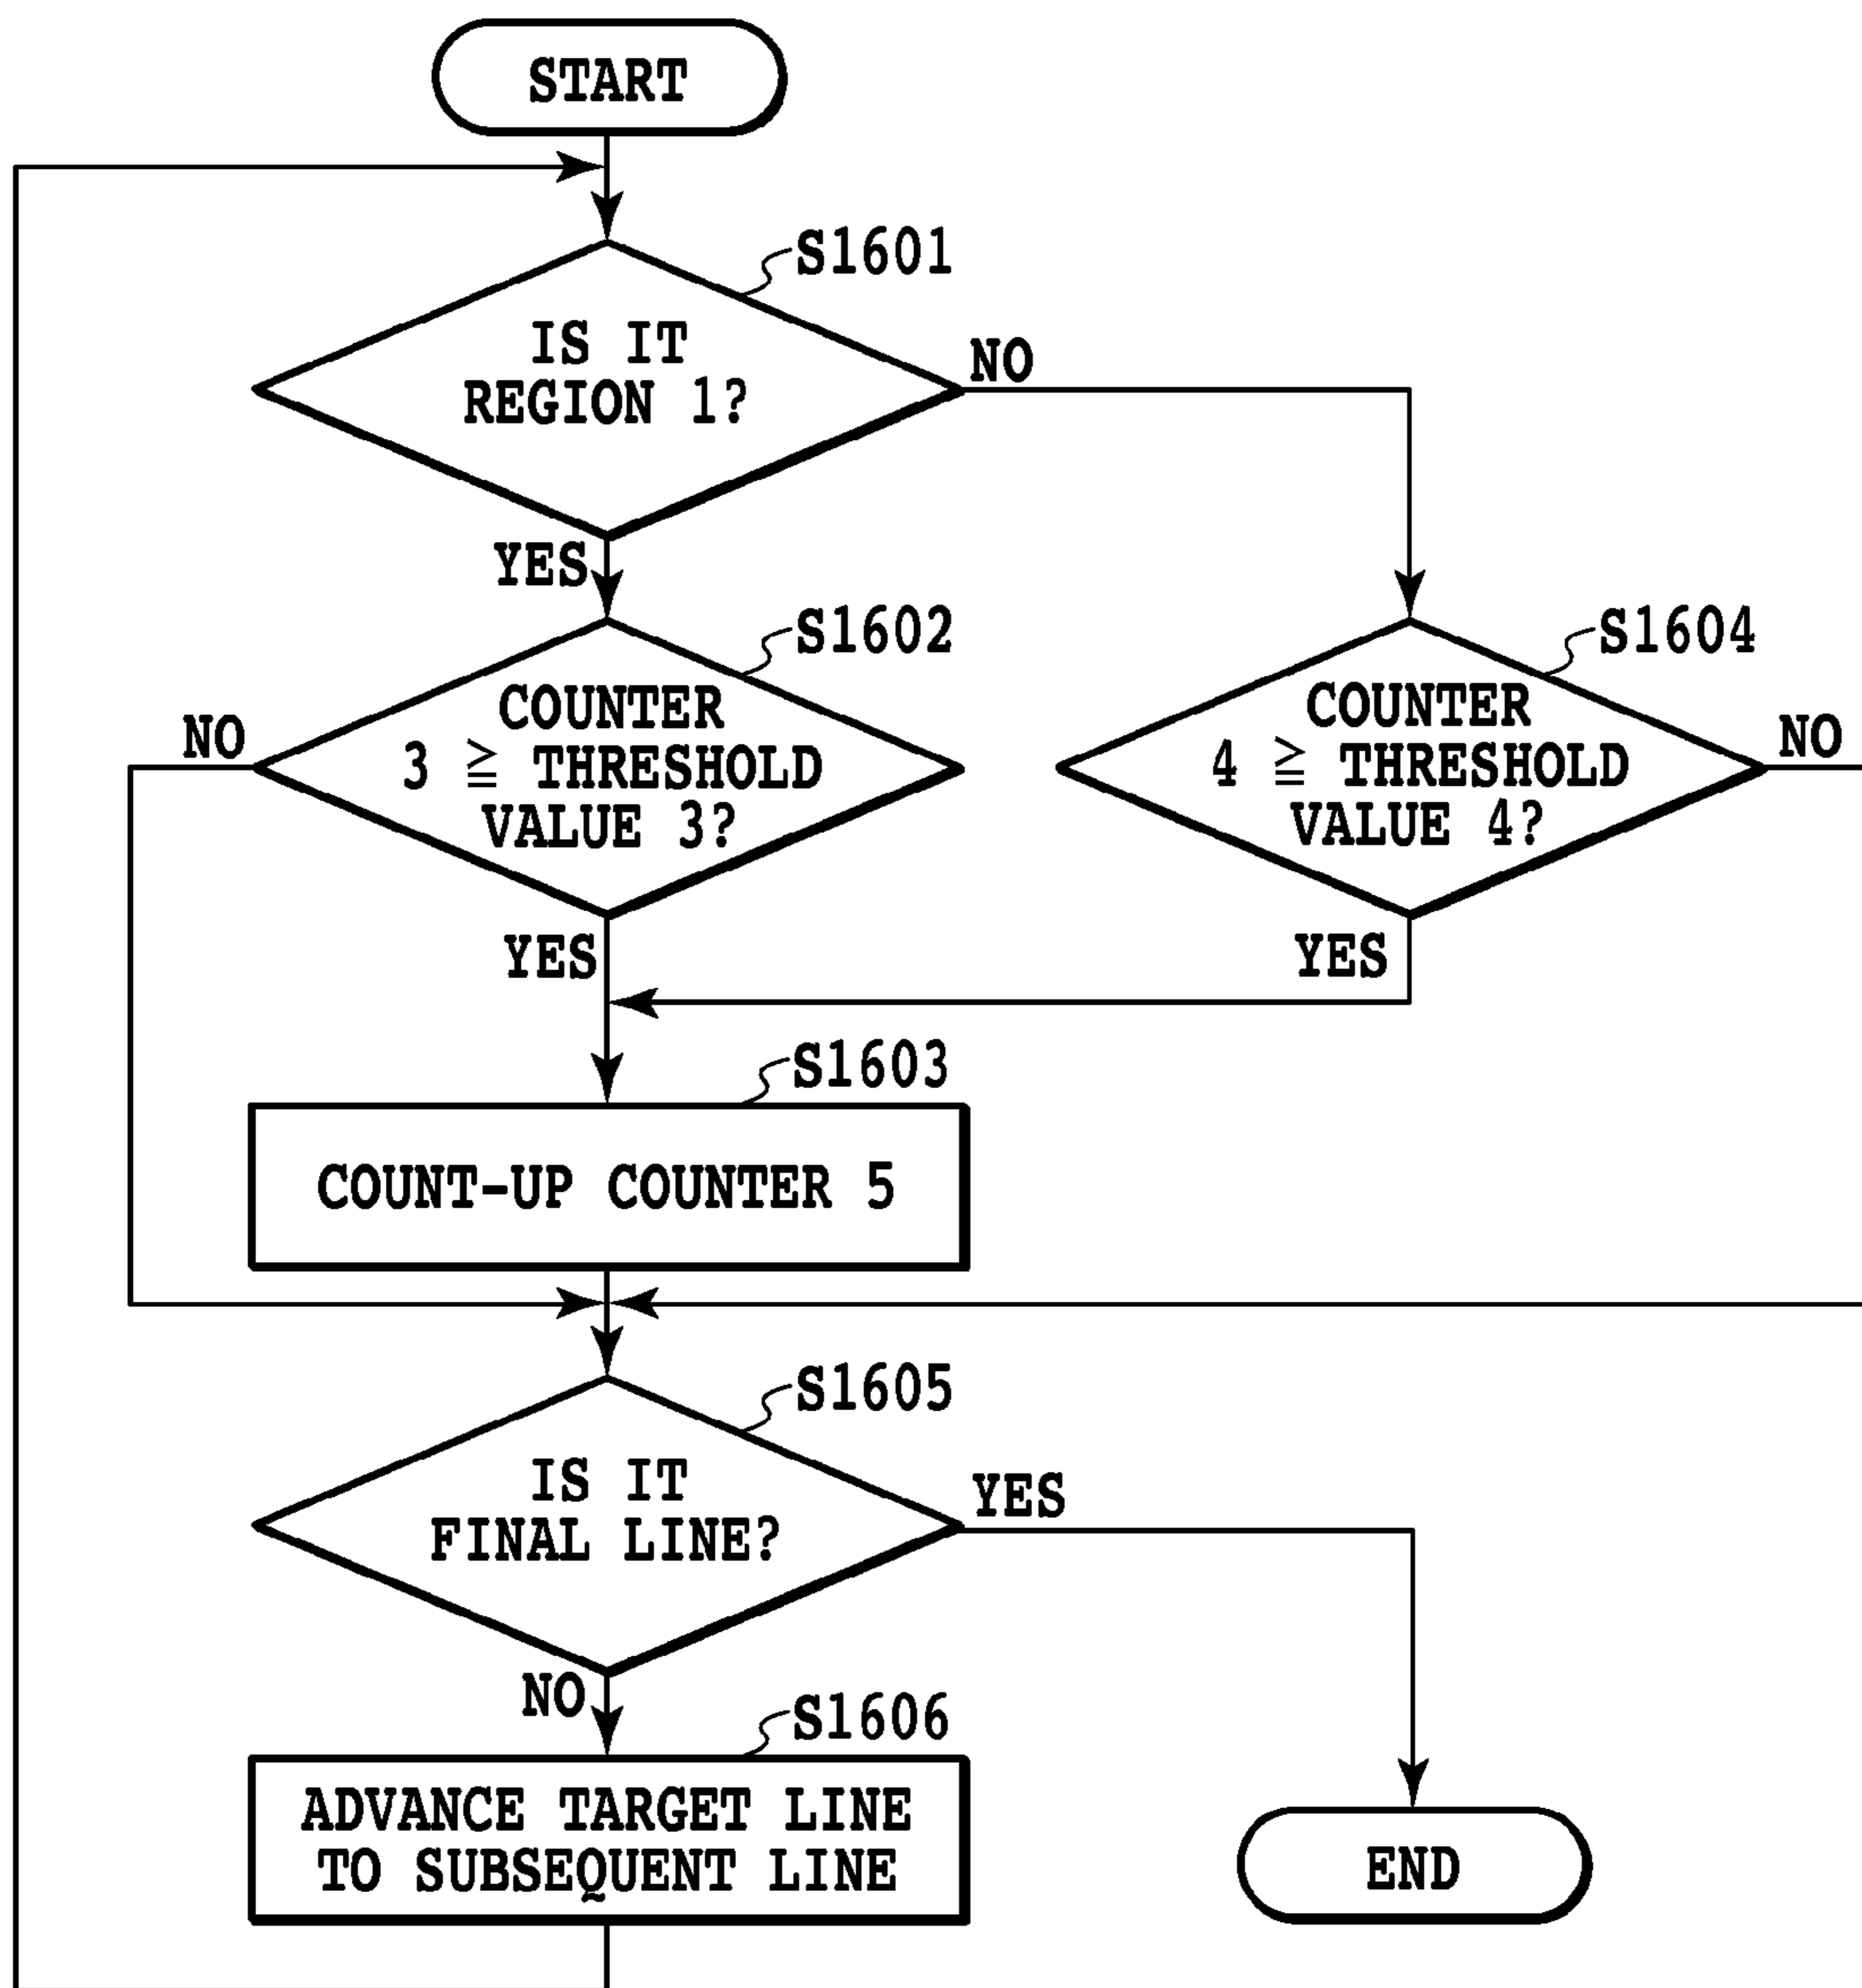 START
S1601
IS IT
REGION 1?
NO
YES
S1602
COUNTER
3 ≧ THRESHOLD
VALUE 3?
NO
YES
S1604
COUNTER
4 ≧ THRESHOLD
VALUE 4?
NO
YES
S1603
COUNT-UP COUNTER 5
S1605
IS IT
FINAL LINE?
YES
NO
S1606
ADVANCE TARGET LINE
TO SUBSEQUENT LINE
END